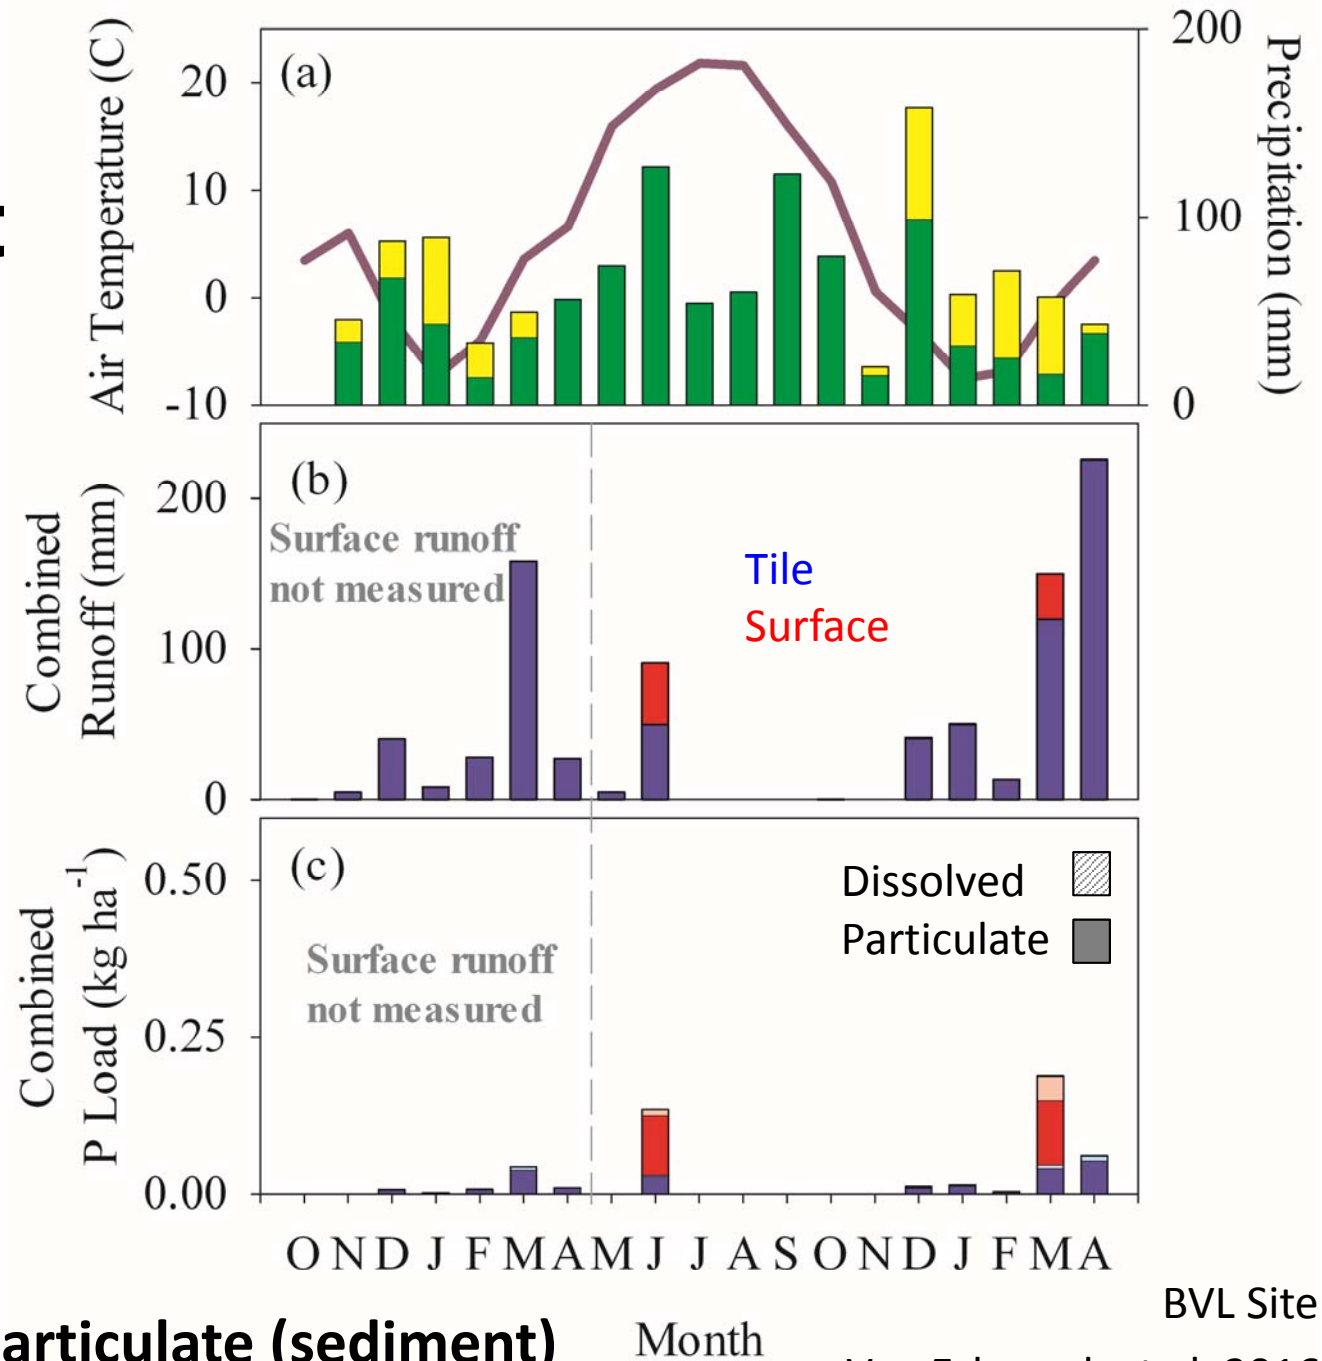 (a)
Air Temperature (C)
20
10
0
-10
200
100
0
Precipitation (mm)
(b)
Combined
Runoff (mm)
200
100
0
Surface runoff
not measured
Tile
Surface
(c)
Combined
P Load (kg ha⁻¹)
0.50
0.25
0.00
Surface runoff
not measured
Dissolved
Particulate
O N D J F M A M J J A S O N D J F M A
Month
BVL Site
articulate (sediment)